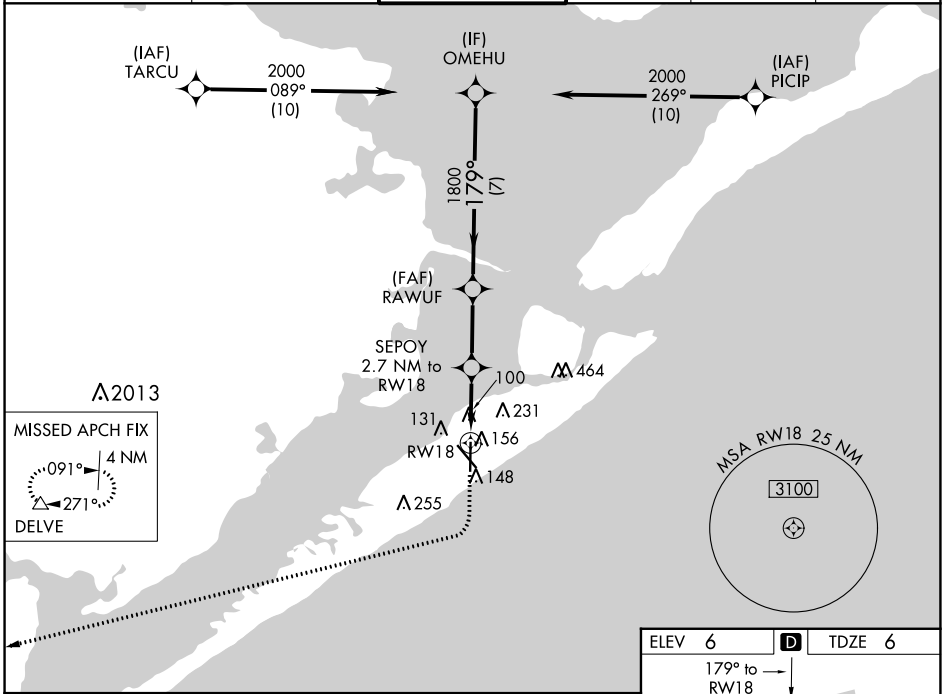 (IAF)
TARCU
2000
089°
(10)
(IF)
OMEHU
2000
269°
(10)
(IAF)
PICIP
1800
179°
(7)
(FAF)
RAWUF
SEPOY
2.7 NM to
RW18
100
464
231
131
RW18
156
148
255
2013
MISSED APCH FIX
4 NM
091°
271°
DELVE
MSA RW18 25 NM
3100
ELEV 6
D
TDZE 6
179° to
RW18